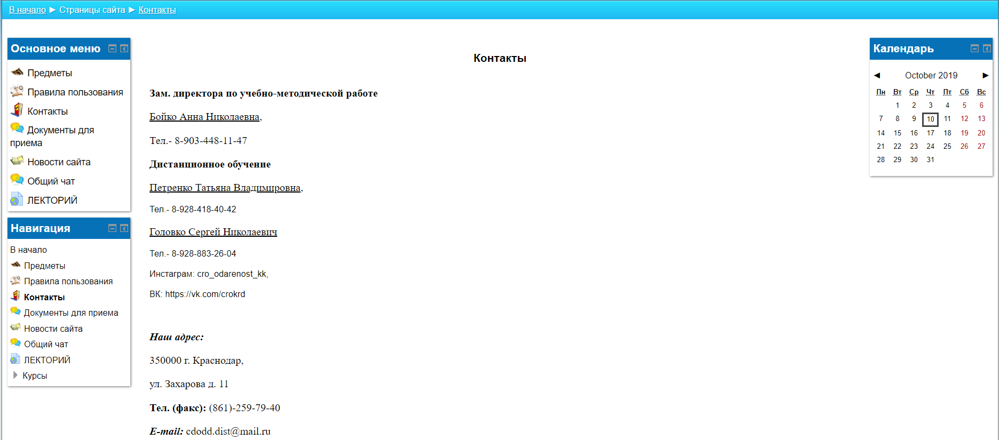 В начало ► Страницы сайта ► Контакты
Основное меню
Предметы
Правила пользования
Контакты
Документы для
приема
Новости сайта
Общий чат
ЛЕКТОРИЙ
Навигация
В начало
Предметы
Правила пользования
Контакты
Документы для приема
Новости сайта
Общий чат
ЛЕКТОРИЙ
Курсы
Контакты
Зам. директора по учебно-методической работе
Бойко Анна Николаевна,
Тел.- 8-903-448-11-47
Дистанционное обучение
Петренко Татьяна Владимировна,
Тел.- 8-928-418-40-42
Головко Сергей Николаевич
Тел.- 8-928-883-26-04
Инстаграм: cro_odarenost_kk,
ВК: https://vk.com/crokrd
Наш адрес:
350000 г. Краснодар,
ул. Захарова д. 11
Тел. (факс): (861)-259-79-40
E-mail: cdodd.dist@mail.ru
Календарь
◄ October 2019 ►
Пн Вт Ср Чт Пт Сб Вс
1 2 3 4 5 6
7 8 9 10 11 12 13
14 15 16 17 18 19 20
21 22 23 24 25 26 27
28 29 30 31